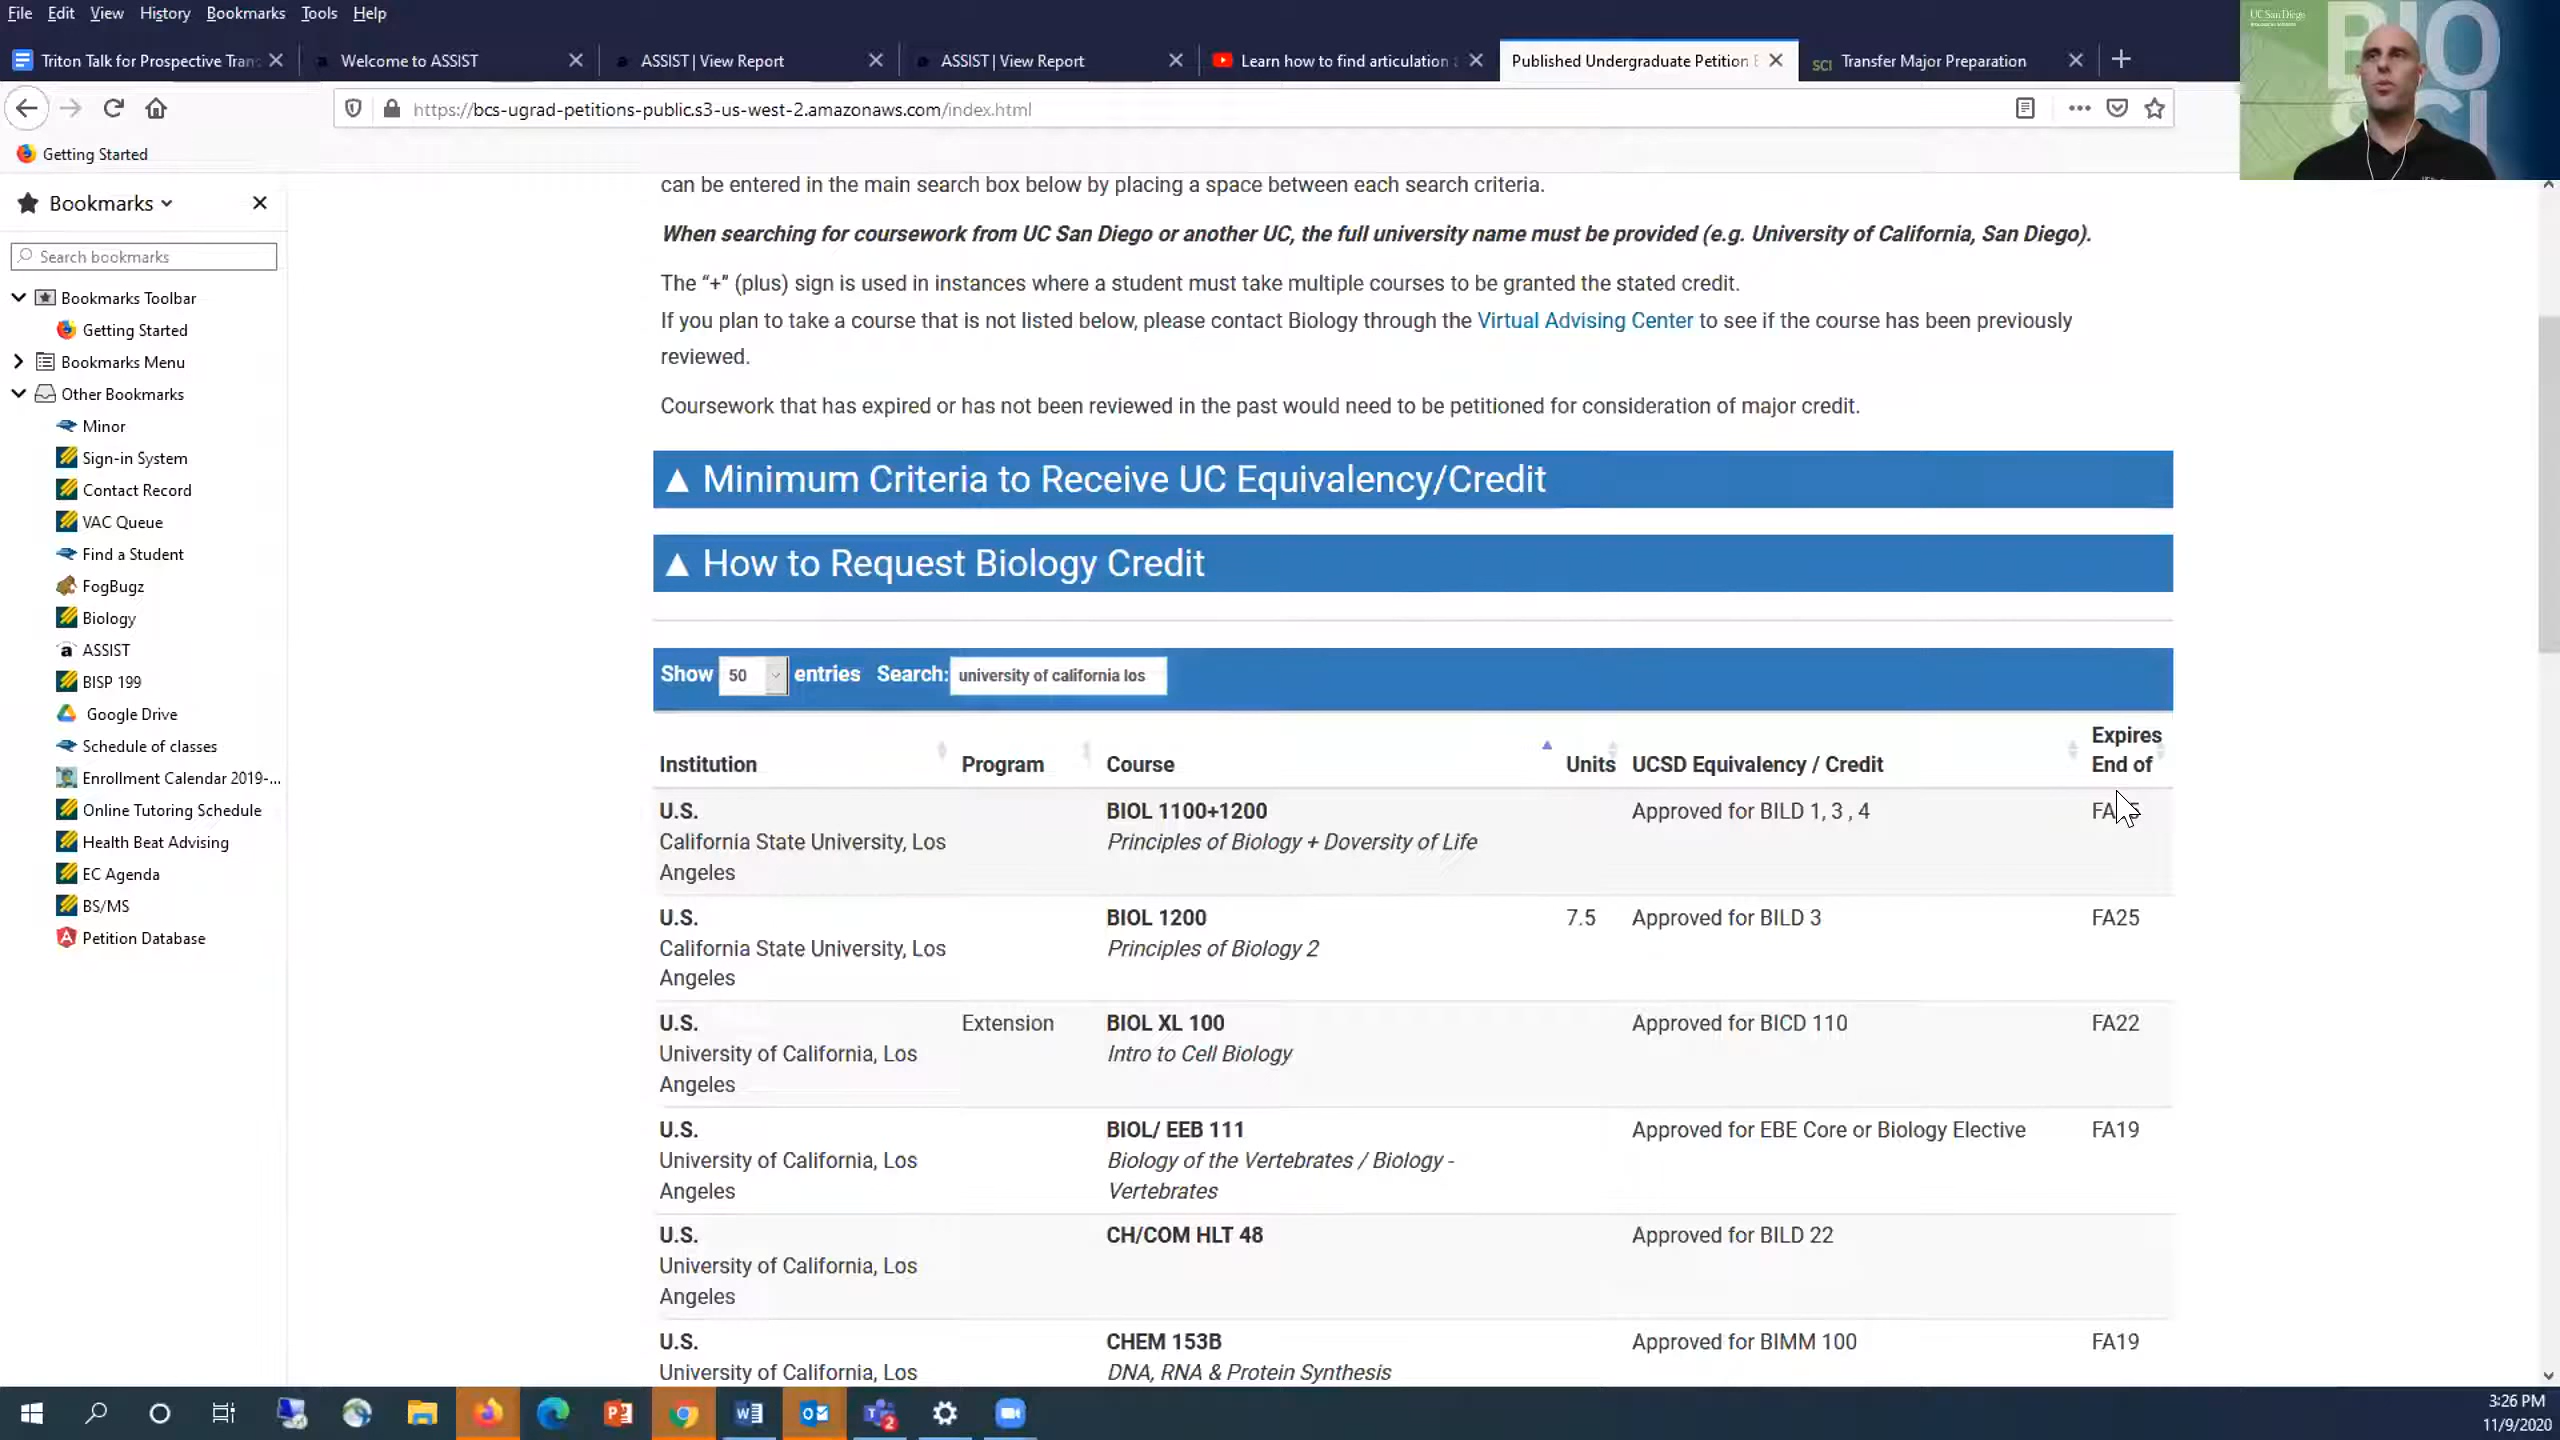 File Edit View History Bookmarks Tools Help
Triton Talk for Prospective Tran
Welcome to ASSIST
ASSIST | View Report
ASSIST | View Report
Learn how to find articulation
Published Undergraduate Petition
SCI Transfer Major Preparation
https://bcs-ugrad-petitions-public.s3-us-west-2.amazonaws.com/index.html
Getting Started
UC San Diego
BIO
Bookmarks
Search bookmarks
Bookmarks Toolbar
Getting Started
Bookmarks Menu
Other Bookmarks
Minor
Sign-in System
Contact Record
VAC Queue
Find a Student
FogBugz
Biology
a ASSIST
BISP 199
Google Drive
Schedule of classes
Enrollment Calendar 2019-...
Online Tutoring Schedule
Health Beat Advising
EC Agenda
BS/MS
Petition Database
can be entered in the main search box below by placing a space between each search criteria.
When searching for coursework from UC San Diego or another UC, the full university name must be provided (e.g. University of California, San Diego).
The “+” (plus) sign is used in instances where a student must take multiple courses to be granted the stated credit.
If you plan to take a course that is not listed below, please contact Biology through the Virtual Advising Center to see if the course has been previously
reviewed.
Coursework that has expired or has not been reviewed in the past would need to be petitioned for consideration of major credit.
▲ Minimum Criteria to Receive UC Equivalency/Credit
▲ How to Request Biology Credit
Show 50 entries Search: university of california los
Institution Program Course Units UCSD Equivalency / Credit Expires
End of
U.S. BIOL 1100+1200 Approved for BILD 1, 3 , 4
California State University, Los Principles of Biology + Doversity of Life
Angeles
U.S. BIOL 1200 7.5 Approved for BILD 3 FA25
California State University, Los Principles of Biology 2
Angeles
U.S. Extension BIOL XL 100 Approved for BICD 110 FA22
University of California, Los Intro to Cell Biology
Angeles
U.S. BIOL/ EEB 111 Approved for EBE Core or Biology Elective FA19
University of California, Los Biology of the Vertebrates / Biology -
Angeles Vertebrates
U.S. CH/COM HLT 48 Approved for BILD 22
University of California, Los
Angeles
U.S. CHEM 153B Approved for BIMM 100 FA19
University of California, Los DNA, RNA & Protein Synthesis
3:26 PM
11/9/2020